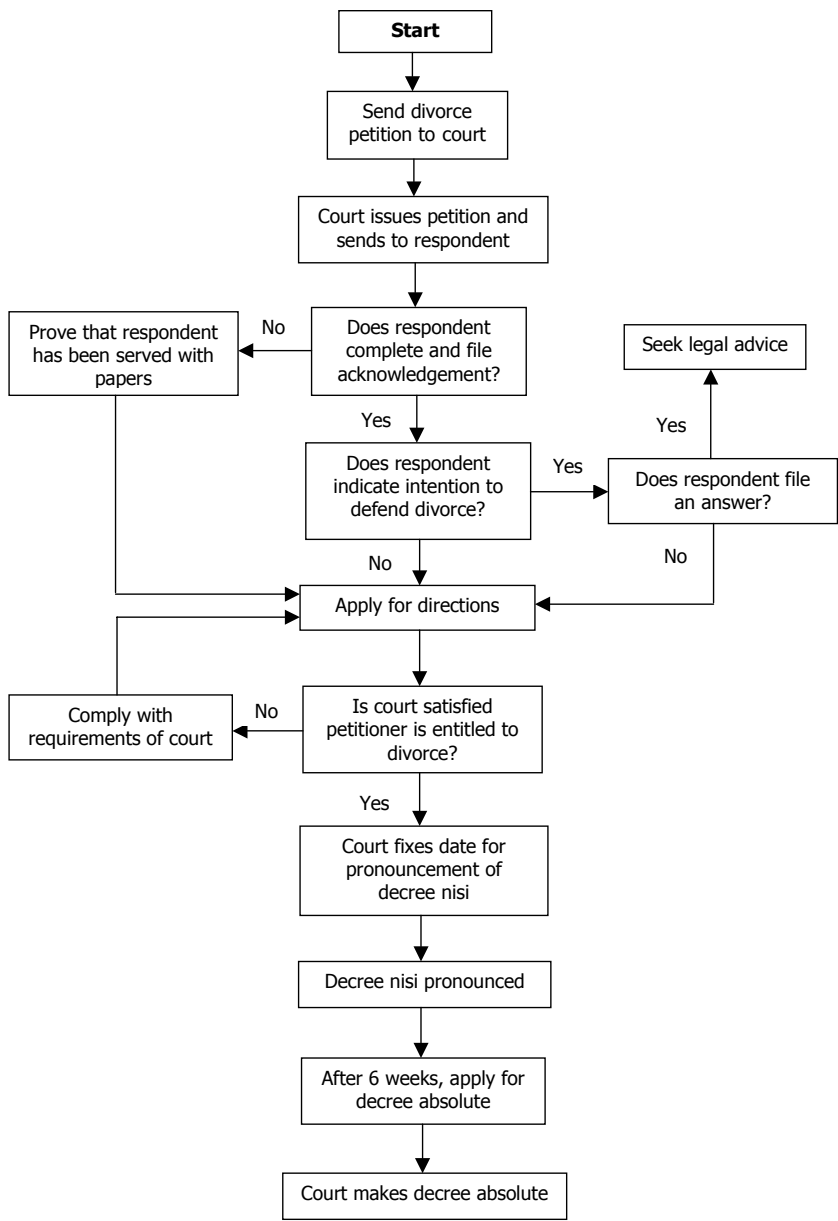 Start
Send divorce
petition to court
Court issues petition and
sends to respondent
Prove that respondent
has been served with
papers
No
Does respondent
complete and file
acknowledgement?
Seek legal advice
Yes
Yes
Does respondent
indicate intention to
defend divorce?
Yes
Does respondent file
an answer?
No
No
Apply for directions
Comply with
requirements of court
No
Is court satisfied
petitioner is entitled to
divorce?
Yes
Court fixes date for
pronouncement of
decree nisi
Decree nisi pronounced
After 6 weeks, apply for
decree absolute
Court makes decree absolute